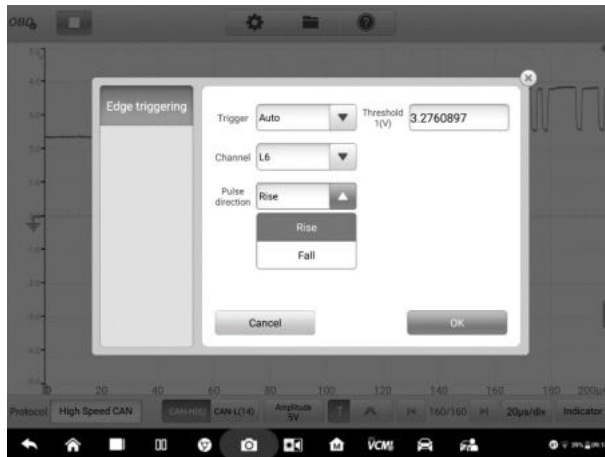 OBD
Edge triggering
Trigger Auto Threshold 1(V) 3.2760897
Channel L6
Pulse direction Rise
Rise
Fall
Cancel OK
20 40 60 80 100 120 140 160 180 200μs
Protocol High Speed CAN CAN-H(6) CAN-L(14) Amplitude 5V T 160/160 20μs/div Indicator
M VCMI